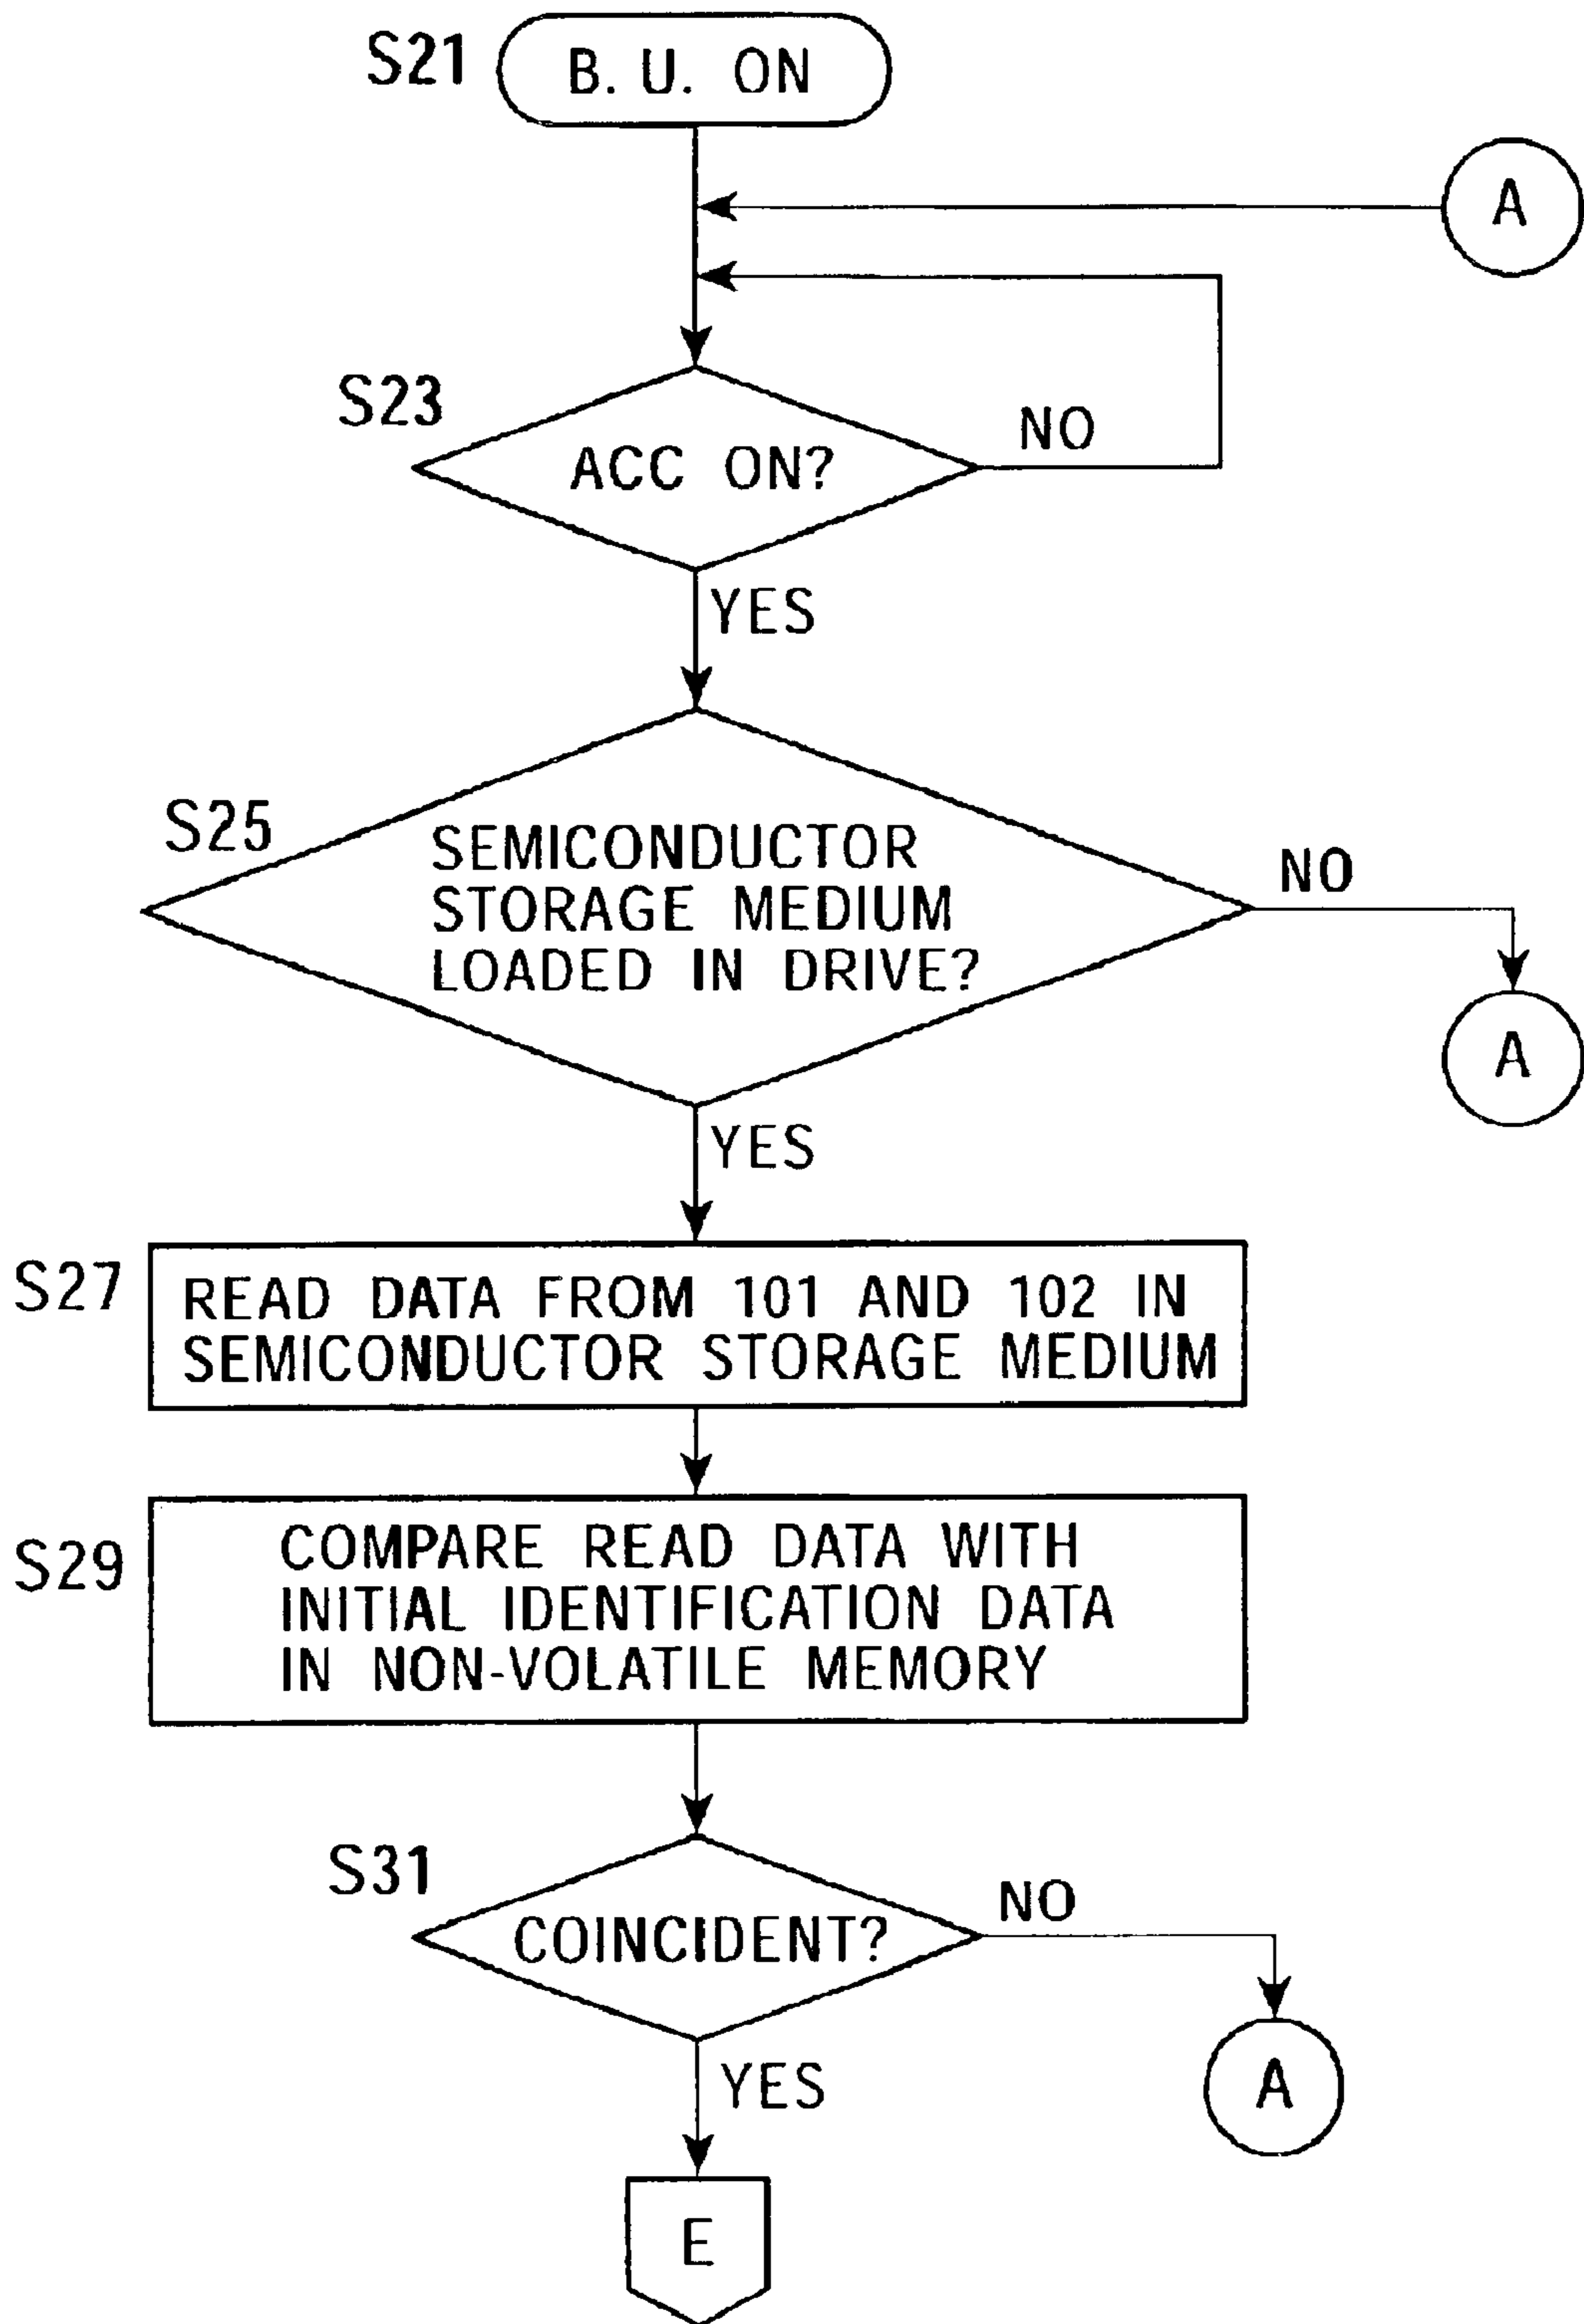 S21
B. U. ON
A
S23
ACC ON?
NO
YES
S25
SEMICONDUCTOR
STORAGE MEDIUM
LOADED IN DRIVE?
NO
A
YES
S27
READ DATA FROM 101 AND 102 IN
SEMICONDUCTOR STORAGE MEDIUM
S29
COMPARE READ DATA WITH
INITIAL IDENTIFICATION DATA
IN NON-VOLATILE MEMORY
S31
COINCIDENT?
NO
A
YES
E